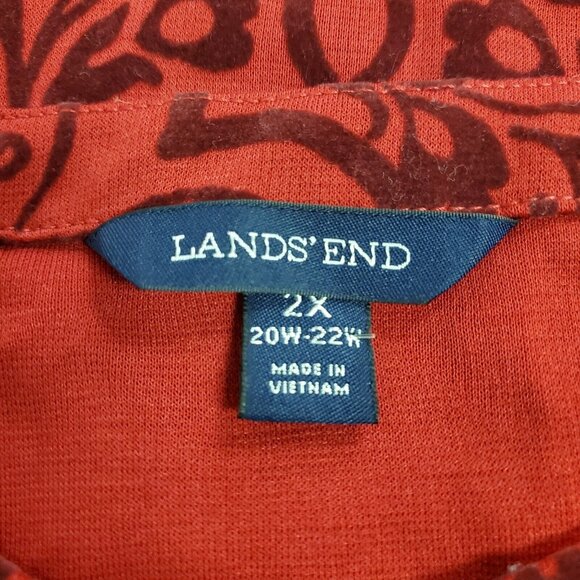 LANDS' END
2X
20W-22W
MADE IN
VIETNAM